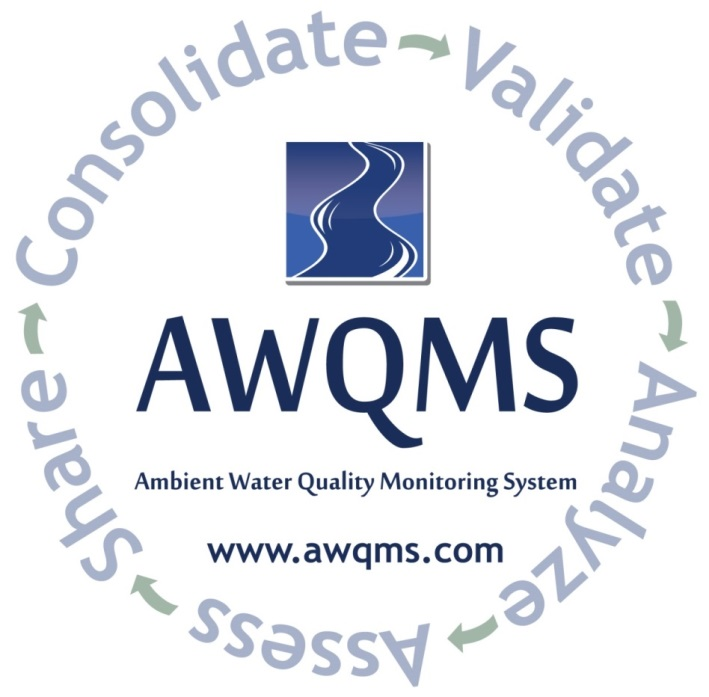 Consolidate
Validate
Analyze
Assess
Share
AWQMS
Ambient Water Quality Monitoring System
www.awqms.com